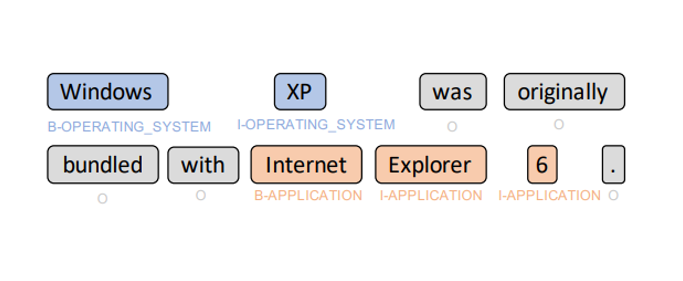 Windows XP was originally
B-OPERATING_SYSTEM I-OPERATING_SYSTEM O O
bundled with Internet Explorer 6 .
O O B-APPLICATION I-APPLICATION I-APPLICATION O